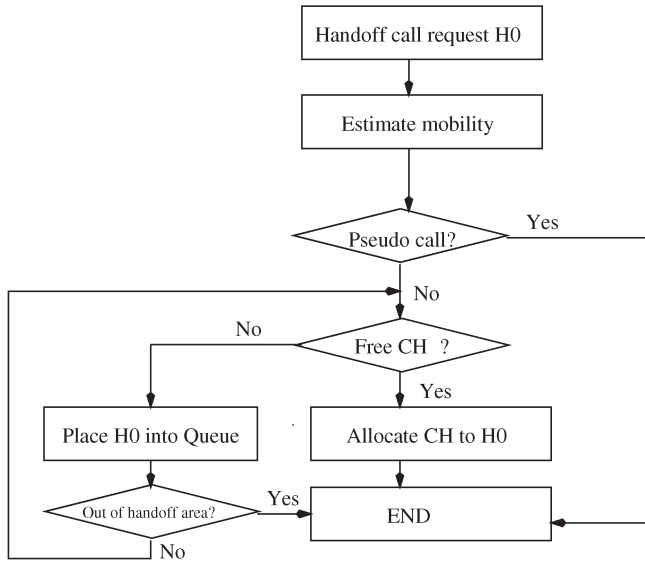 Handoff call request H0
Estimate mobility
Pseudo call?
Yes
No
Free CH ?
No
Yes
Place H0 into Queue
Allocate CH to H0
Out of handoff area?
Yes
END
No